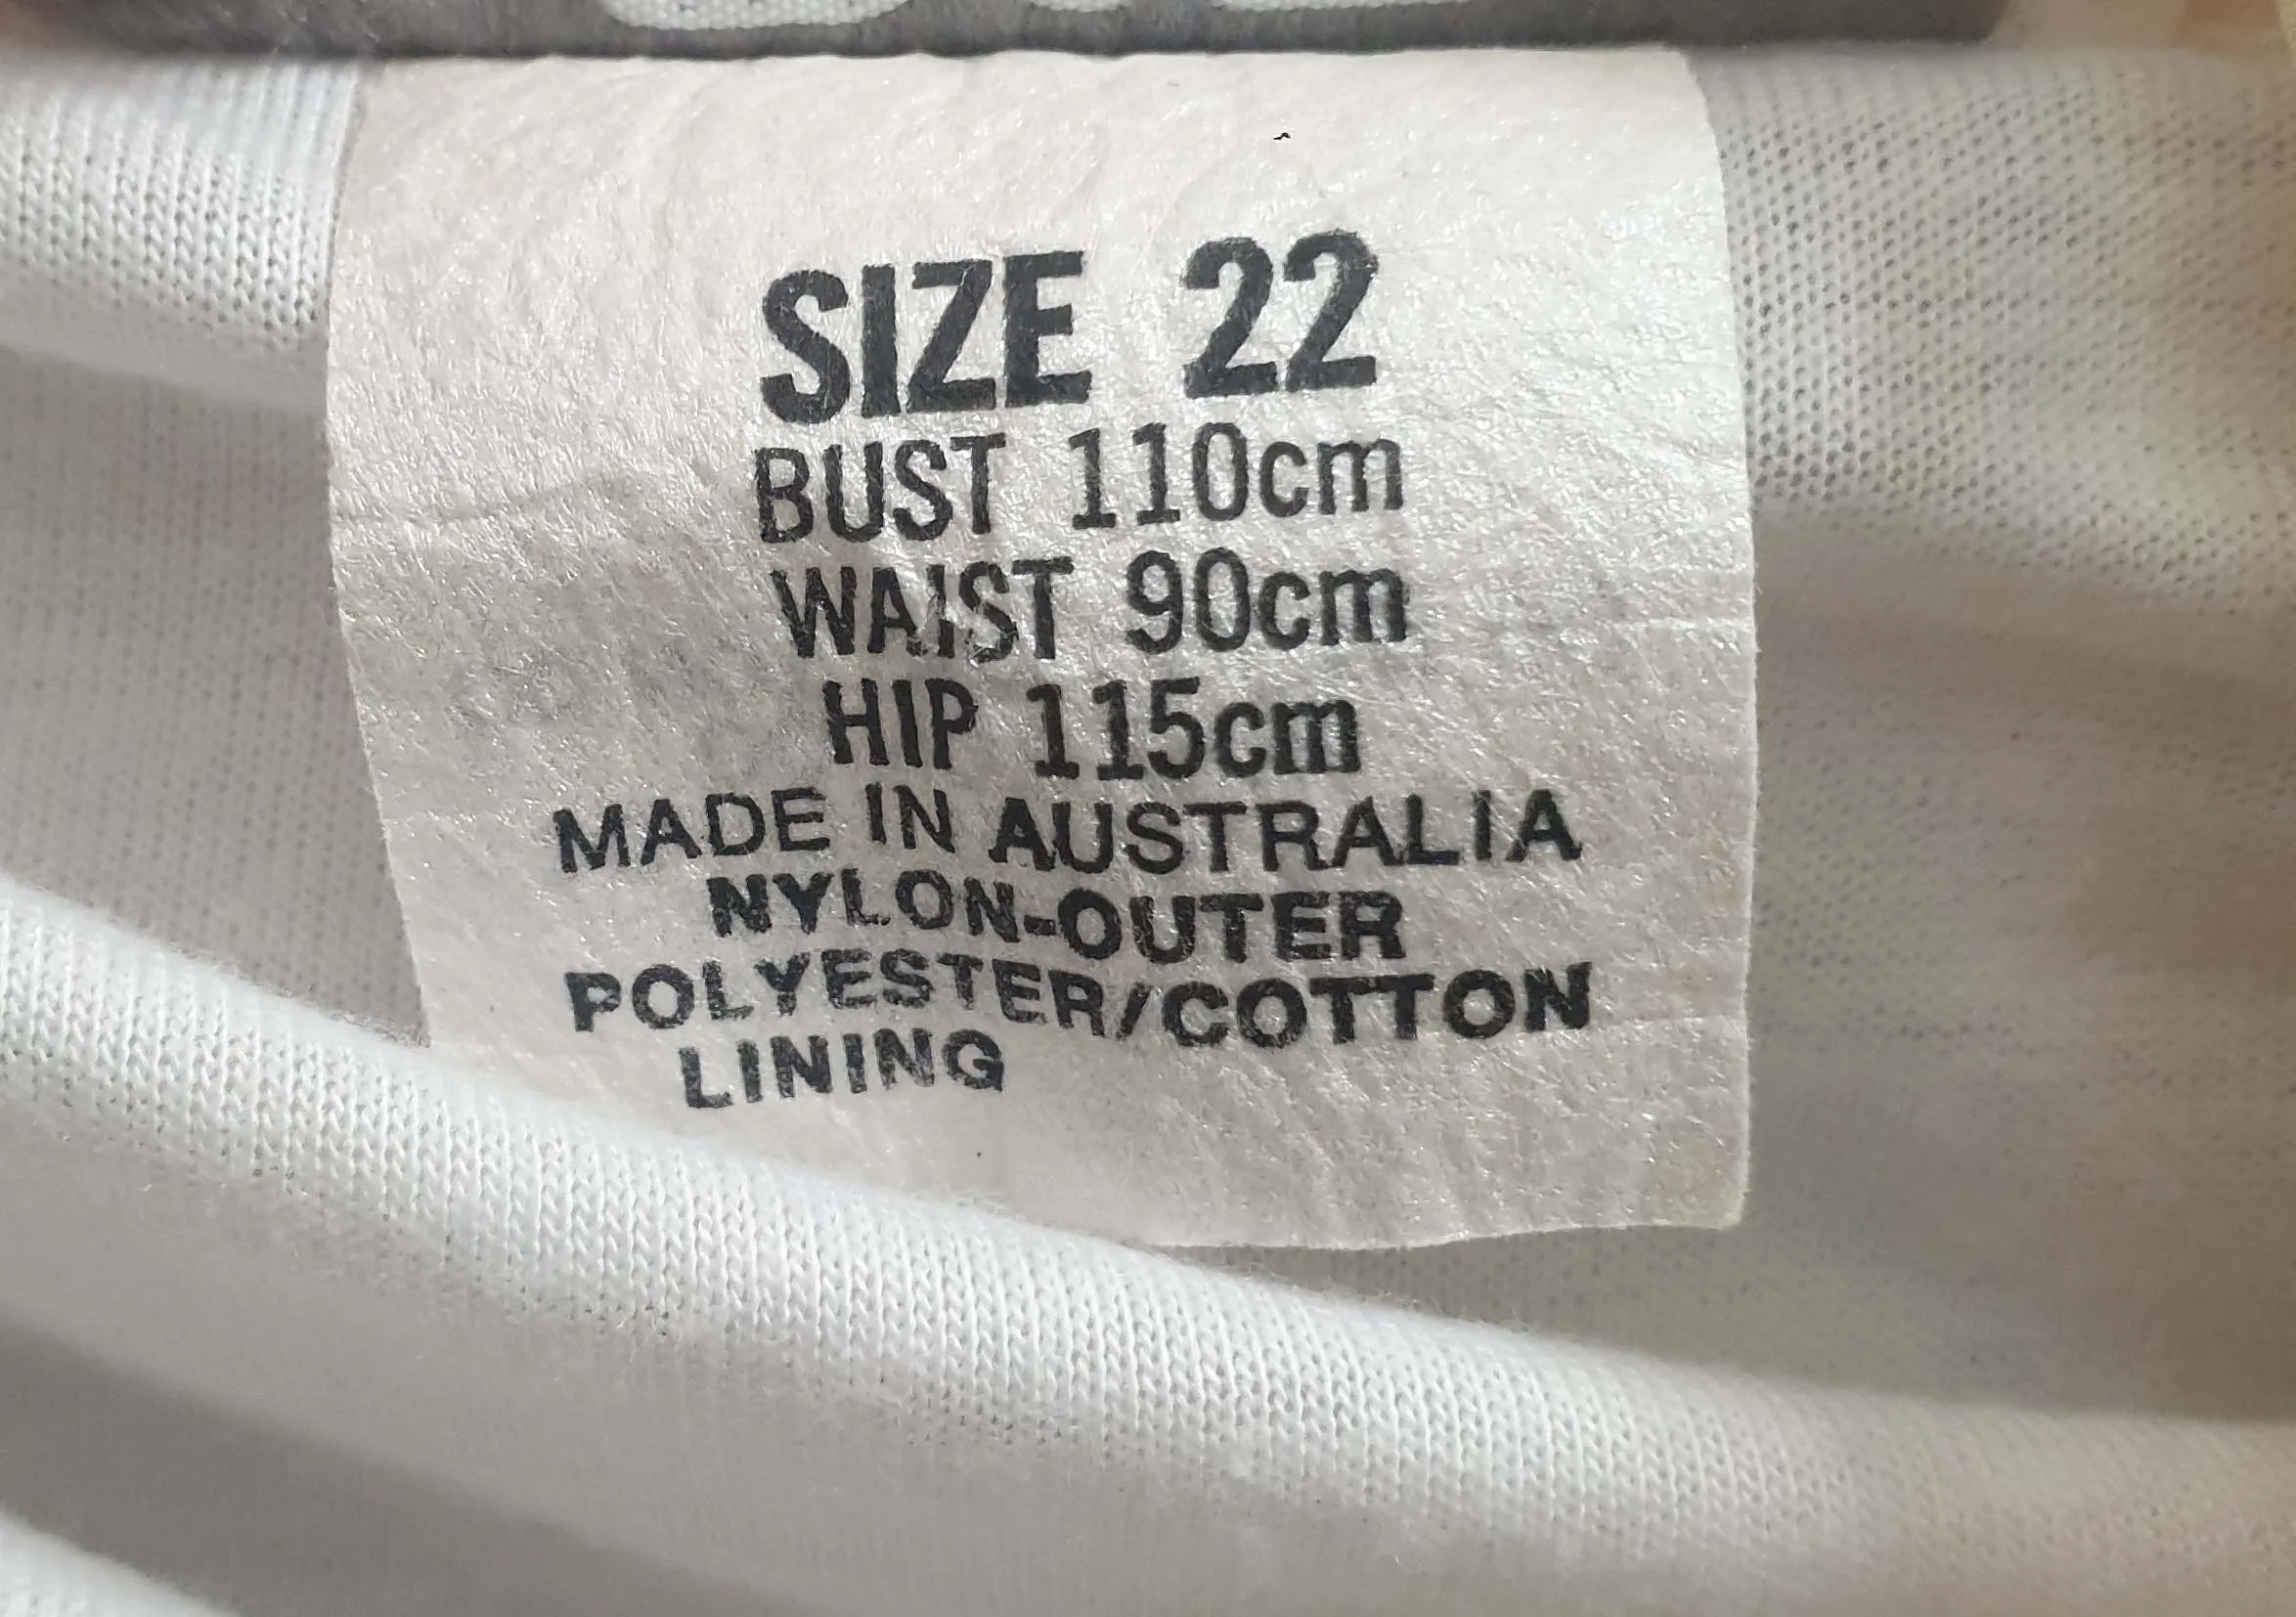 SIZE 22
BUST 110cm
WAIST 90cm
HIP 115cm
MADE IN AUSTRALIA
NYLON-OUTER
POLYESTER/COTTON
LINING